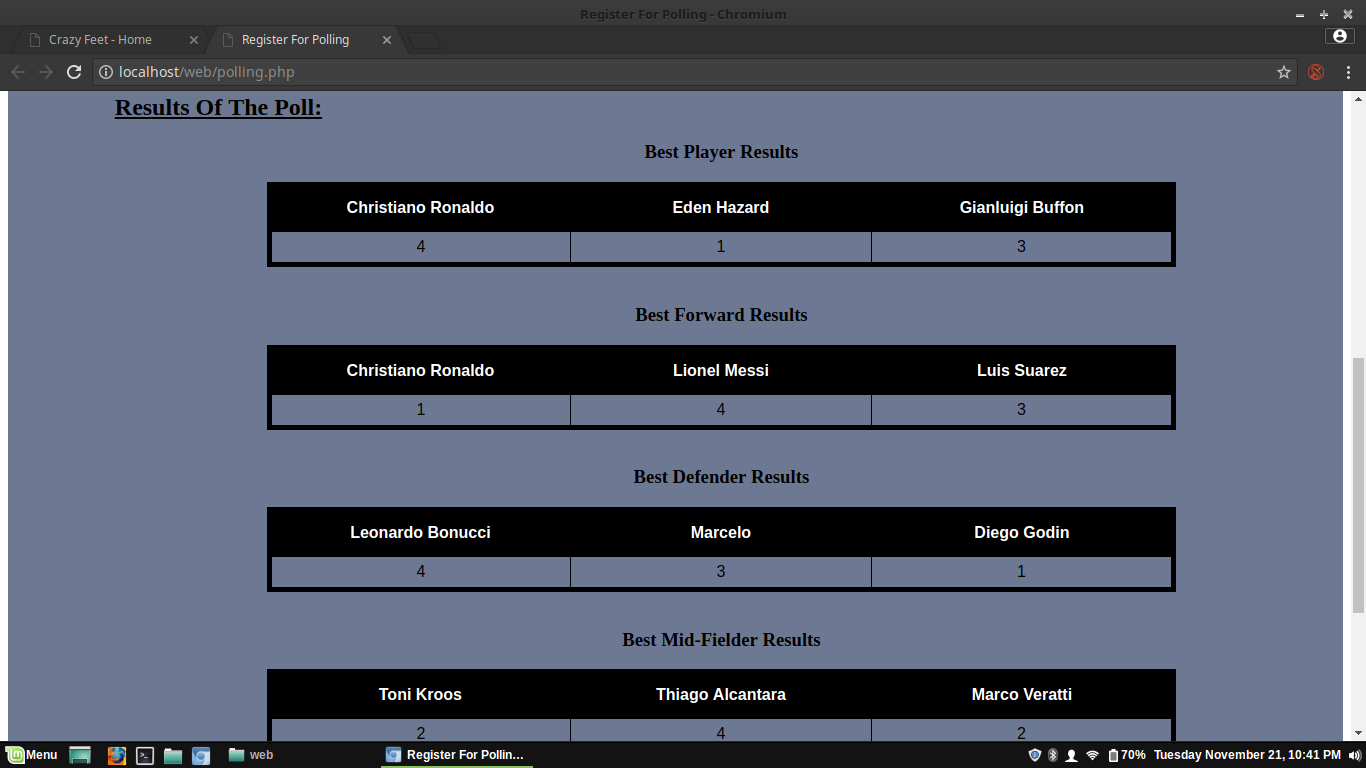 Register For Polling - Chromium
Crazy Feet - Home
Register For Polling
localhost/web/polling.php
Results Of The Poll:
Best Player Results
Christiano Ronaldo Eden Hazard Gianluigi Buffon
4 1 3
Best Forward Results
Christiano Ronaldo Lionel Messi Luis Suarez
1 4 3
Best Defender Results
Leonardo Bonucci Marcelo Diego Godin
4 3 1
Best Mid-Fielder Results
Toni Kroos Thiago Alcantara Marco Veratti
2 4 2
Menu web Register For Pollin... 70% Tuesday November 21, 10:41 PM